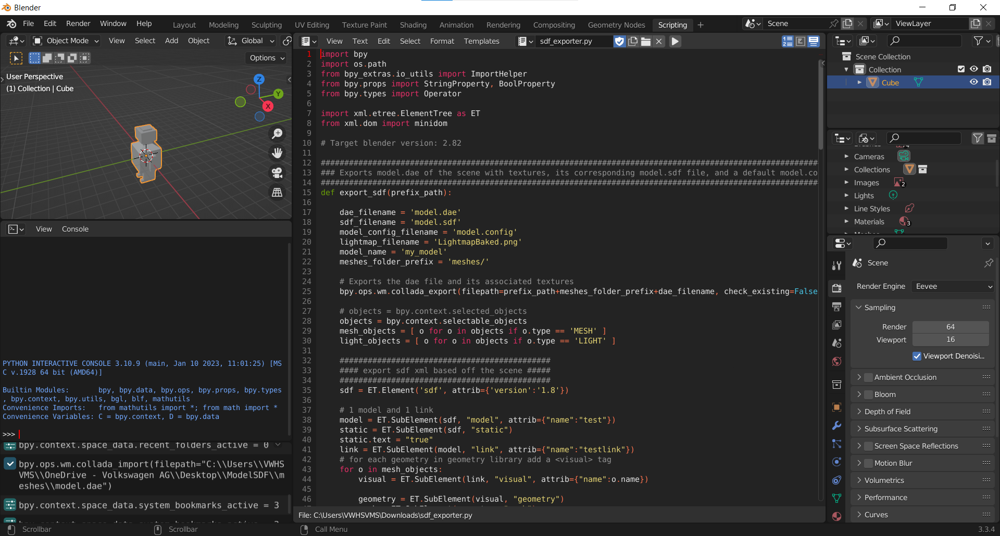 Blender
File Edit Render Window Help Layout Modeling Sculpting UV Editing Texture Paint Shading Animation Rendering Compositing Geometry Nodes Scripting Scene ViewLayer
Object Mode View Select Add Object Global
Options
User Perspective
(1) Collection | Cube
Z
Y
X
View Console
PYTHON INTERACTIVE CONSOLE 3.10.9 (main, Jan 10 2023, 11:01:25) [MS
C v.1928 64 bit (AMD64)]
Builtin Modules: bpy, bpy.data, bpy.ops, bpy.props, bpy.types
, bpy.context, bpy.utils, bgl, blf, mathutils
Convenience Imports: from mathutils import *; from math import *
Convenience Variables: C = bpy.context, D = bpy.data
>>>
bpy.context.space_data.recent_folders_active = 0
bpy.ops.wm.collada_import(filepath="C:\\Users\\VWHS
VMS\\OneDrive - Volkswagen AG\\Desktop\\ModelSDF\\m
eshes\\model.dae")
bpy.context.space_data.system_bookmarks_active = 3
View Text Edit Select Format Templates sdf_exporter.py
1 import bpy
2 import os.path
3 from bpy_extras.io_utils import ImportHelper
4 from bpy.props import StringProperty, BoolProperty
5 from bpy.types import Operator
6
7 import xml.etree.ElementTree as ET
8 from xml.dom import minidom
9
10 # Target blender version: 2.82
11
12 ##########################################################################################################
13 ### Exports model.dae of the scene with textures, its corresponding model.sdf file, and a default model.co
14 ##########################################################################################################
15 def export_sdf(prefix_path):
16
17 dae_filename = 'model.dae'
18 sdf_filename = 'model.sdf'
19 model_config_filename = 'model.config'
20 lightmap_filename = 'LightmapBaked.png'
21 model_name = 'my_model'
22 meshes_folder_prefix = 'meshes/'
23
24 # Exports the dae file and its associated textures
25 bpy.ops.wm.collada_export(filepath=prefix_path+meshes_folder_prefix+dae_filename, check_existing=False
26
27 # objects = bpy.context.selected_objects
28 objects = bpy.context.selectable_objects
29 mesh_objects = [ o for o in objects if o.type == 'MESH' ]
30 light_objects = [ o for o in objects if o.type == 'LIGHT' ]
31
32 #############################################
33 #### export sdf xml based off the scene #####
34 #############################################
35 sdf = ET.Element('sdf', attrib={'version':'1.8'})
36
37 # 1 model and 1 link
38 model = ET.SubElement(sdf, "model", attrib={"name":"test"})
39 static = ET.SubElement(sdf, "static")
40 static.text = "true"
41 link = ET.SubElement(model, "link", attrib={"name":"testlink"})
42 # for each geometry in geometry library add a <visual> tag
43 for o in mesh_objects:
44 visual = ET.SubElement(link, "visual", attrib={"name":o.name})
45
46 geometry = ET.SubElement(visual, "geometry")
File: C:\Users\VWHSVMS\Downloads\sdf_exporter.py
Scene Collection
Collection
Cube
Cameras
Collections
Images 2
Lights
Line Styles
Materials 3
Scene
Render Engine Eevee
Sampling
Render 64
Viewport 16
Viewport Denoisi...
Ambient Occlusion
Bloom
Depth of Field
Subsurface Scattering
Screen Space Reflections
Motion Blur
Volumetrics
Performance
Curves
Scrollbar Scrollbar Call Menu 3.3.4